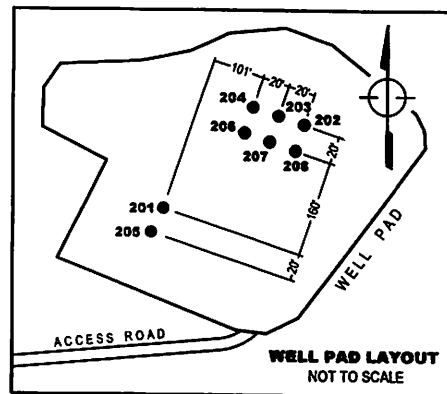 101' 20' 20'
204 203 202
206 207 208
20'
160'
20'
201
205
WELL PAD
ACCESS ROAD
WELL PAD LAYOUT
NOT TO SCALE